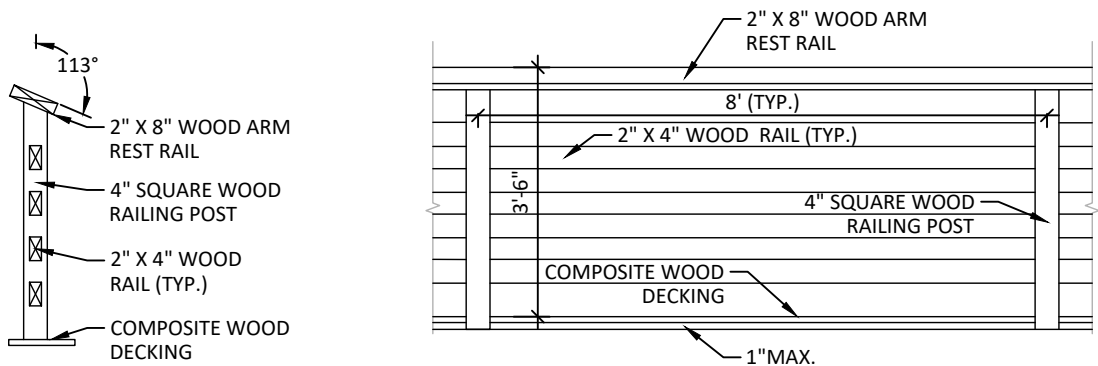 113°
2" X 8" WOOD ARM
REST RAIL
4" SQUARE WOOD
RAILING POST
2" X 4" WOOD
RAIL (TYP.)
COMPOSITE WOOD
DECKING
2" X 8" WOOD ARM
REST RAIL
8' (TYP.)
2" X 4" WOOD RAIL (TYP.)
3'-6"
4" SQUARE WOOD
RAILING POST
COMPOSITE WOOD
DECKING
1"MAX.